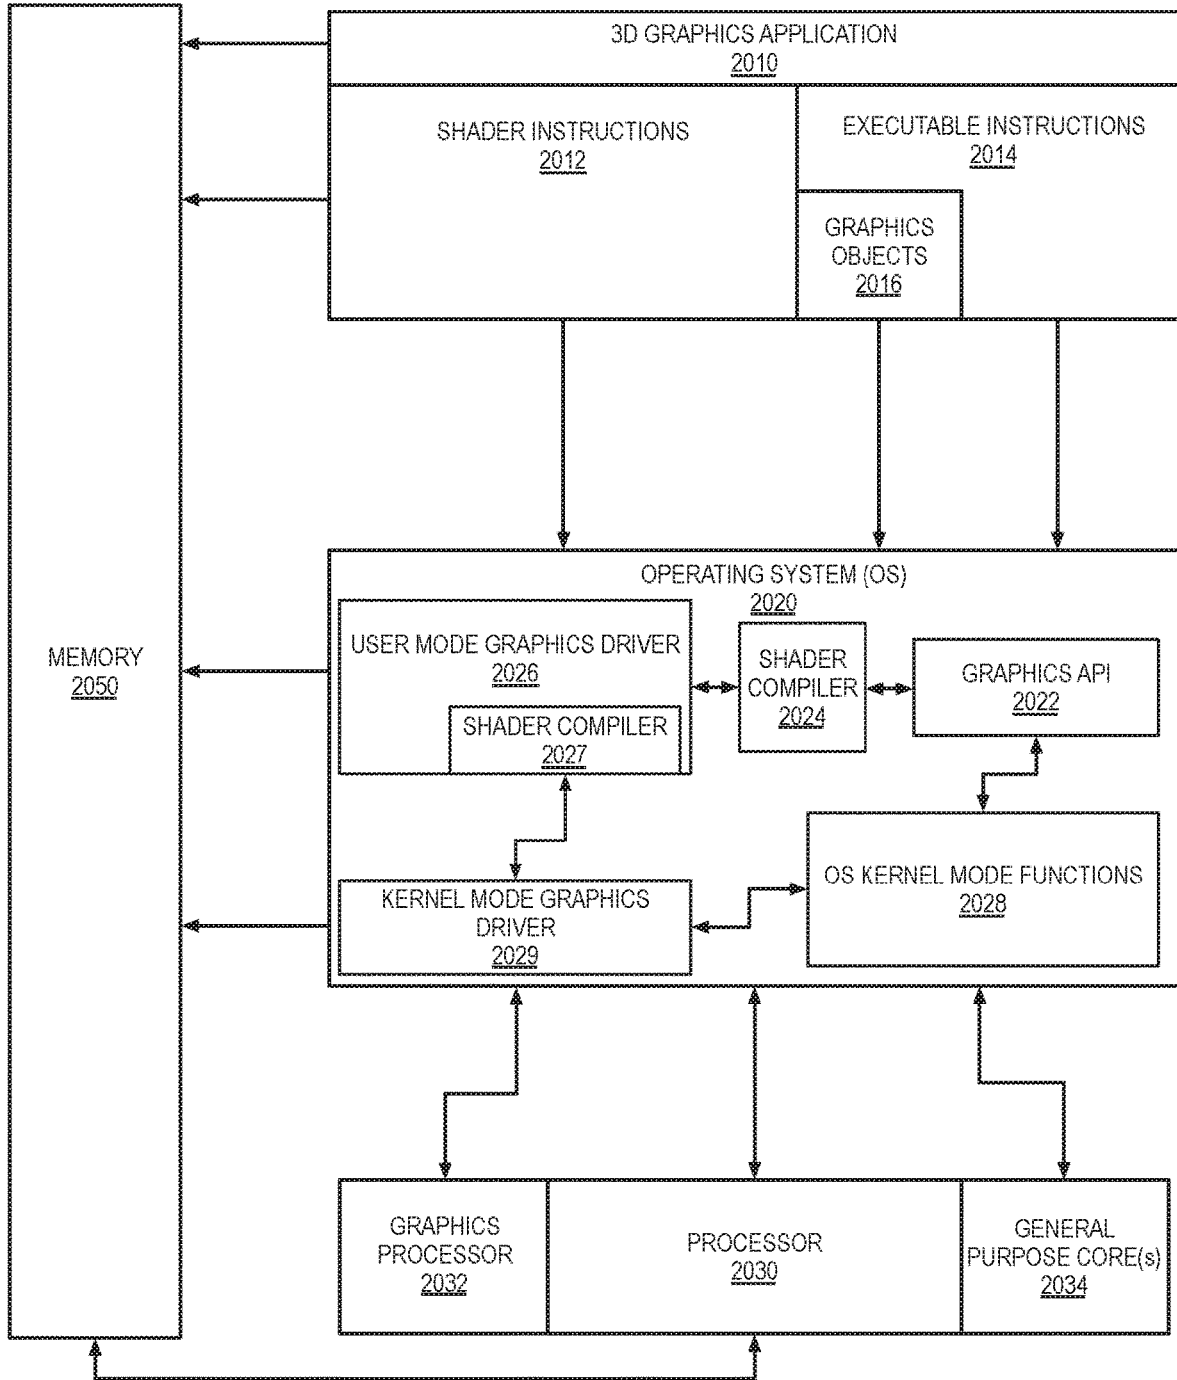 3D GRAPHICS APPLICATION
2010
SHADER INSTRUCTIONS
2012
EXECUTABLE INSTRUCTIONS
2014
GRAPHICS
OBJECTS
2016
OPERATING SYSTEM (OS)
2020
USER MODE GRAPHICS DRIVER
2026
SHADER COMPILER
2027
SHADER
COMPILER
2024
GRAPHICS API
2022
MEMORY
2050
KERNEL MODE GRAPHICS
DRIVER
2029
OS KERNEL MODE FUNCTIONS
2028
GRAPHICS
PROCESSOR
2032
PROCESSOR
2030
GENERAL
PURPOSE CORE(s)
2034